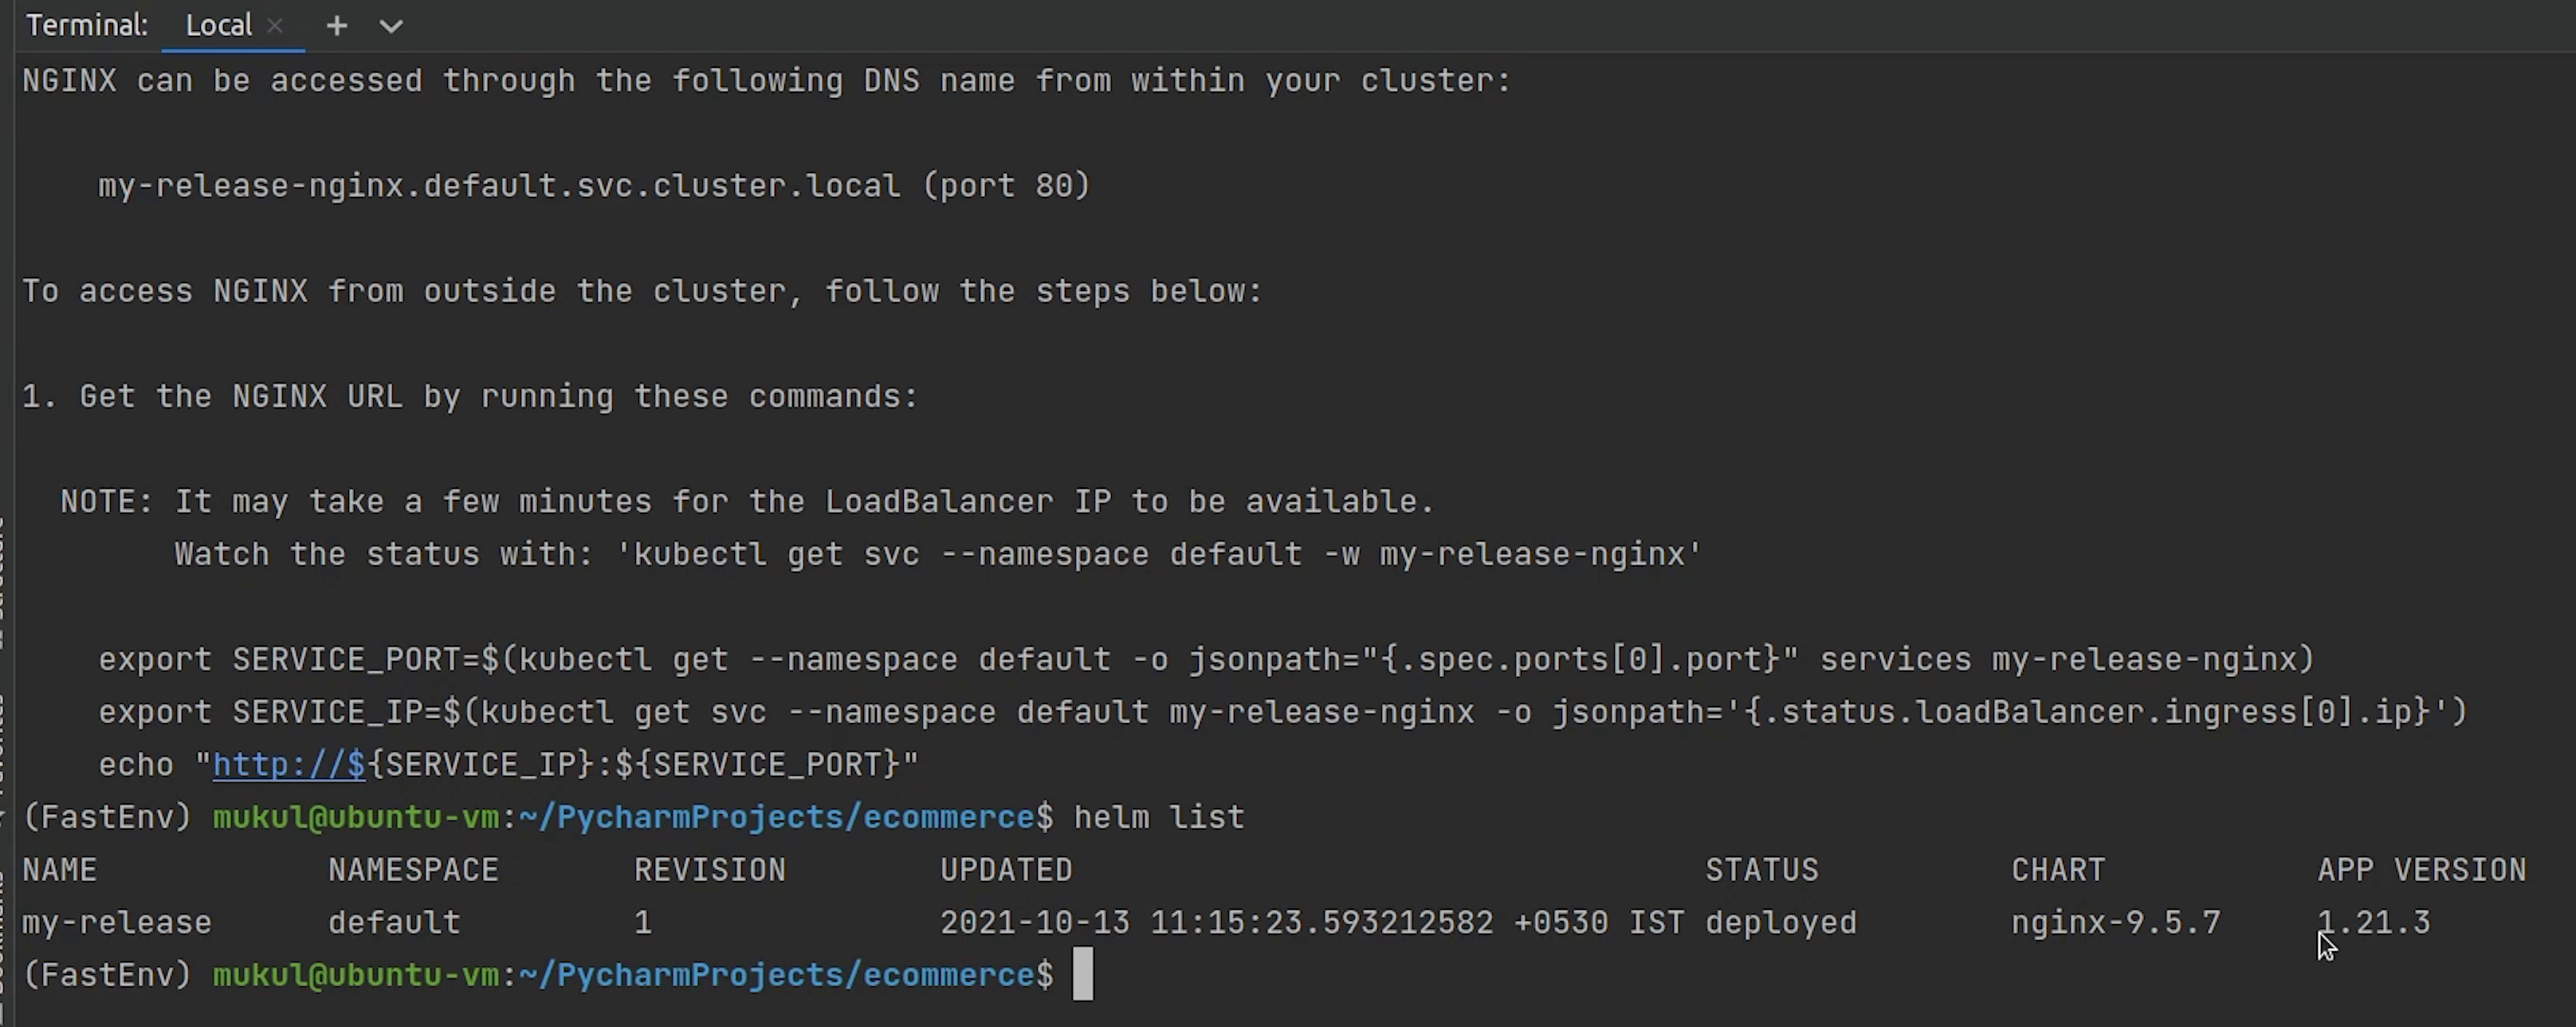 Terminal: Local × +
NGINX can be accessed through the following DNS name from within your cluster:
my-release-nginx.default.svc.cluster.local (port 80)
To access NGINX from outside the cluster, follow the steps below:
1. Get the NGINX URL by running these commands:
NOTE: It may take a few minutes for the LoadBalancer IP to be available.
Watch the status with: 'kubectl get svc --namespace default -w my-release-nginx'
export SERVICE_PORT=$(kubectl get --namespace default -o jsonpath="{.spec.ports[0].port}" services my-release-nginx)
export SERVICE_IP=$(kubectl get svc --namespace default my-release-nginx -o jsonpath='{.status.loadBalancer.ingress[0].ip}')
echo "http://${SERVICE_IP}:${SERVICE_PORT}"
(FastEnv) mukul@ubuntu-vm:~/PycharmProjects/ecommerce$ helm list
NAME NAMESPACE REVISION UPDATED STATUS CHART APP VERSION
my-release default 1 2021-10-13 11:15:23.593212582 +0530 IST deployed nginx-9.5.7 1.21.3
(FastEnv) mukul@ubuntu-vm:~/PycharmProjects/ecommerce$